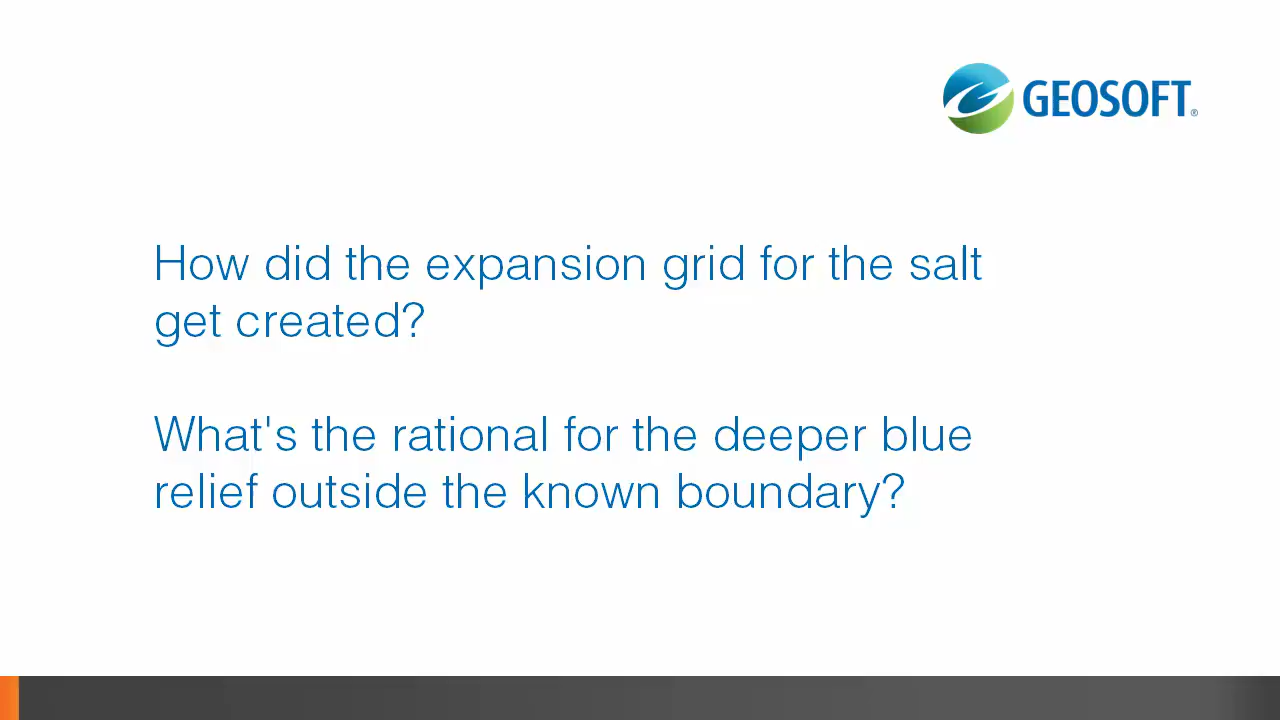 GEOSOFT®
How did the expansion grid for the salt
get created?
What's the rational for the deeper blue
relief outside the known boundary?